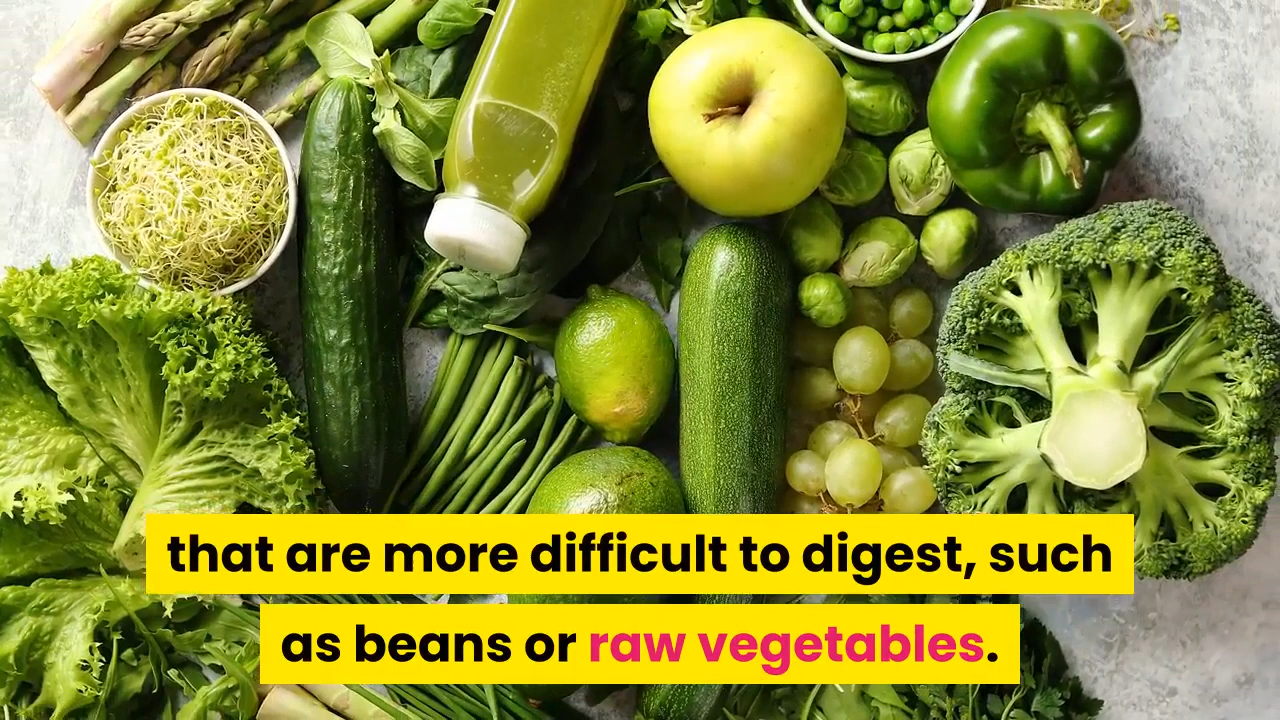 that are more difficult to digest, such
as beans or raw vegetables.